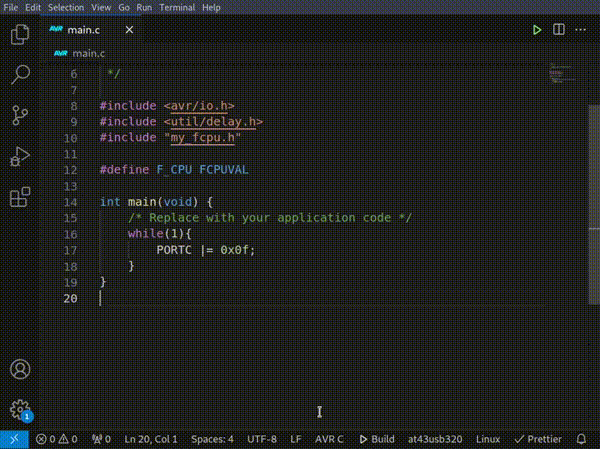 File Edit Selection View Go Run Terminal Help
AVR main.c
AVR main.c
6 */
7
8 #include <avr/io.h>
9 #include <util/delay.h>
10 #include "my_fcpu.h"
11
12 #define F_CPU FCPUVAL
13
14 int main(void) {
15 /* Replace with your application code */
16 while(1){
17 PORTC |= 0x0f;
18 }
19 }
20
1
0 0 0 Ln 20, Col 1 Spaces: 4 UTF-8 LF AVR C Build at43usb320 Linux Prettier